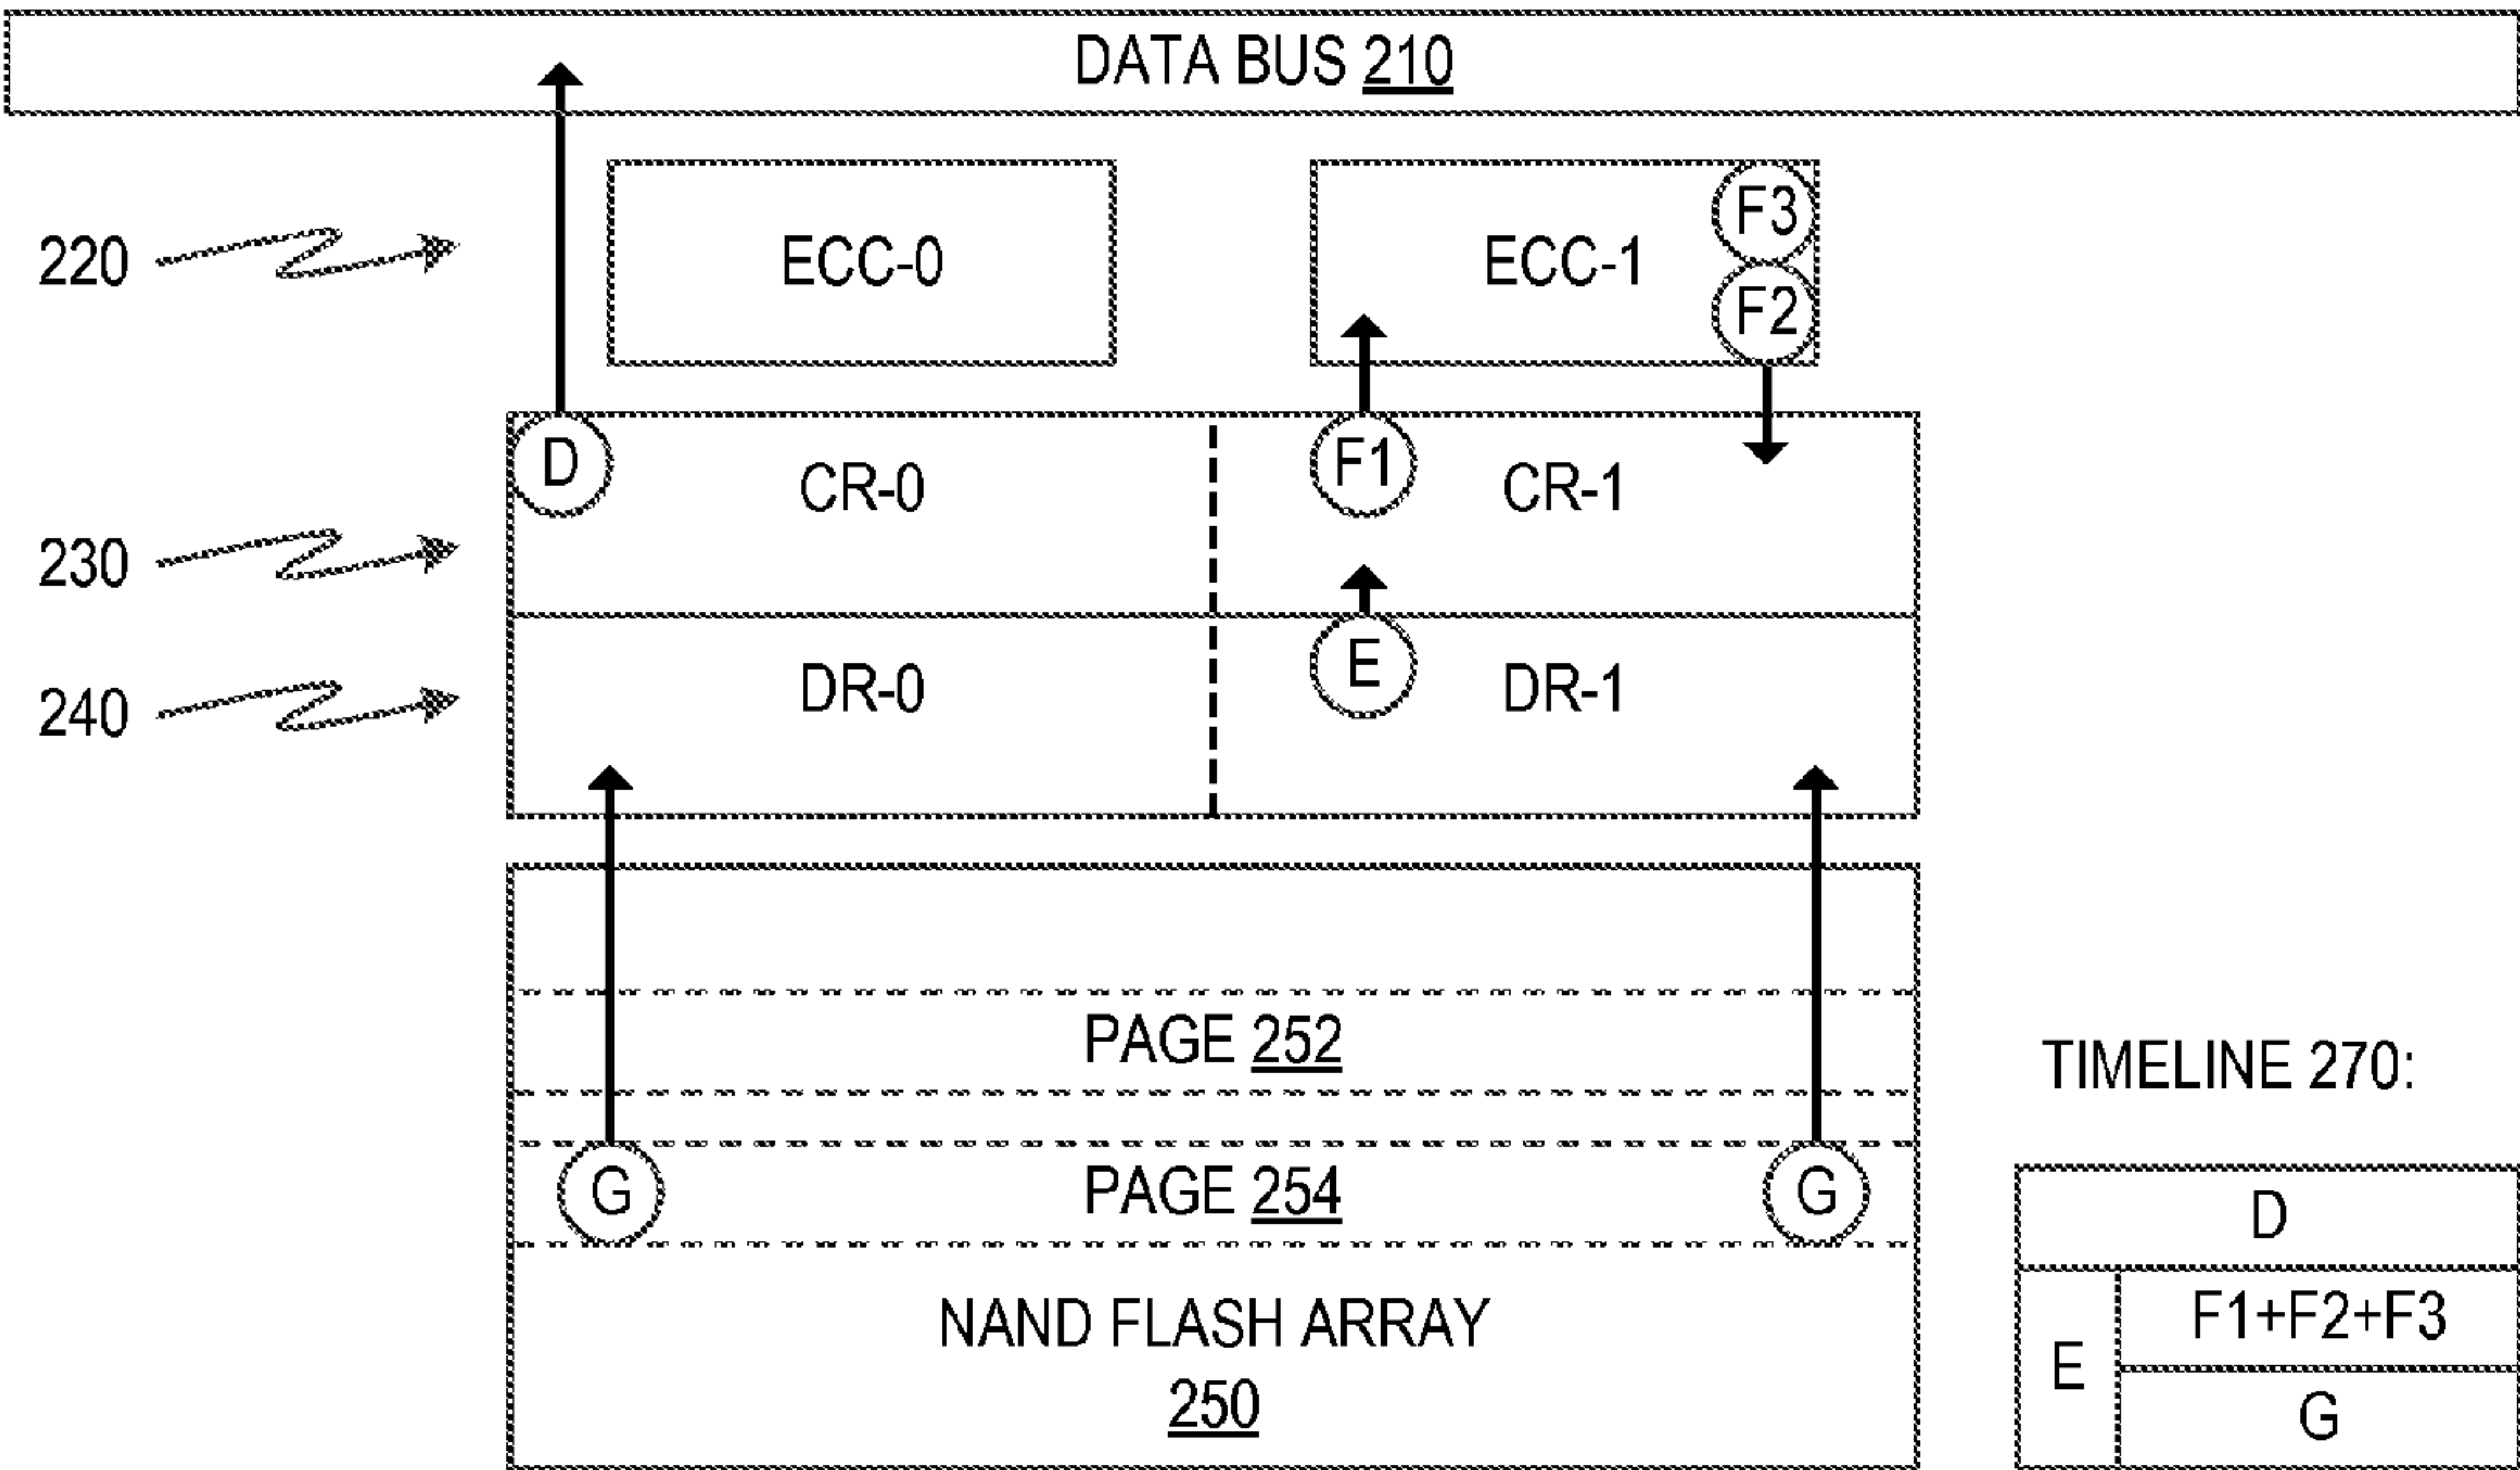 DATA BUS 210
220
ECC-0
ECC-1
F3
F2
230
D
CR-0
F1
CR-1
240
DR-0
E
DR-1
PAGE 252
G
PAGE 254
G
NAND FLASH ARRAY
250
TIMELINE 270:
D
E
F1+F2+F3
G